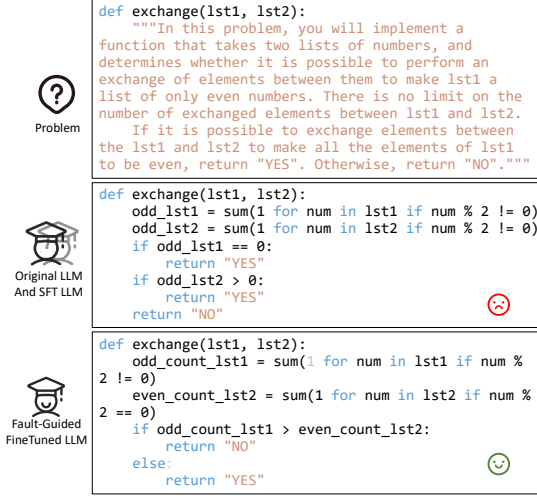 def exchange(lst1, lst2):
    """In this problem, you will implement a
function that takes two lists of numbers, and
determines whether it is possible to perform an
exchange of elements between them to make lst1 a
list of only even numbers. There is no limit on the
number of exchanged elements between lst1 and lst2.
    If it is possible to exchange elements between
the lst1 and lst2 to make all the elements of lst1
to be even, return "YES". Otherwise, return "NO"."""
Problem
def exchange(lst1, lst2):
    odd_lst1 = sum(1 for num in lst1 if num % 2 != 0)
    odd_lst2 = sum(1 for num in lst2 if num % 2 != 0)
    if odd_lst1 == 0:
        return "YES"
    if odd_lst2 > 0:
        return "YES"
    return "NO"
Original LLM
And SFT LLM
def exchange(lst1, lst2):
    odd_count_lst1 = sum(1 for num in lst1 if num %
2 != 0)
    even_count_lst2 = sum(1 for num in lst2 if num %
2 == 0)
    if odd_count_lst1 > even_count_lst2:
        return "NO"
    else:
        return "YES"
Fault-Guided
FineTuned LLM